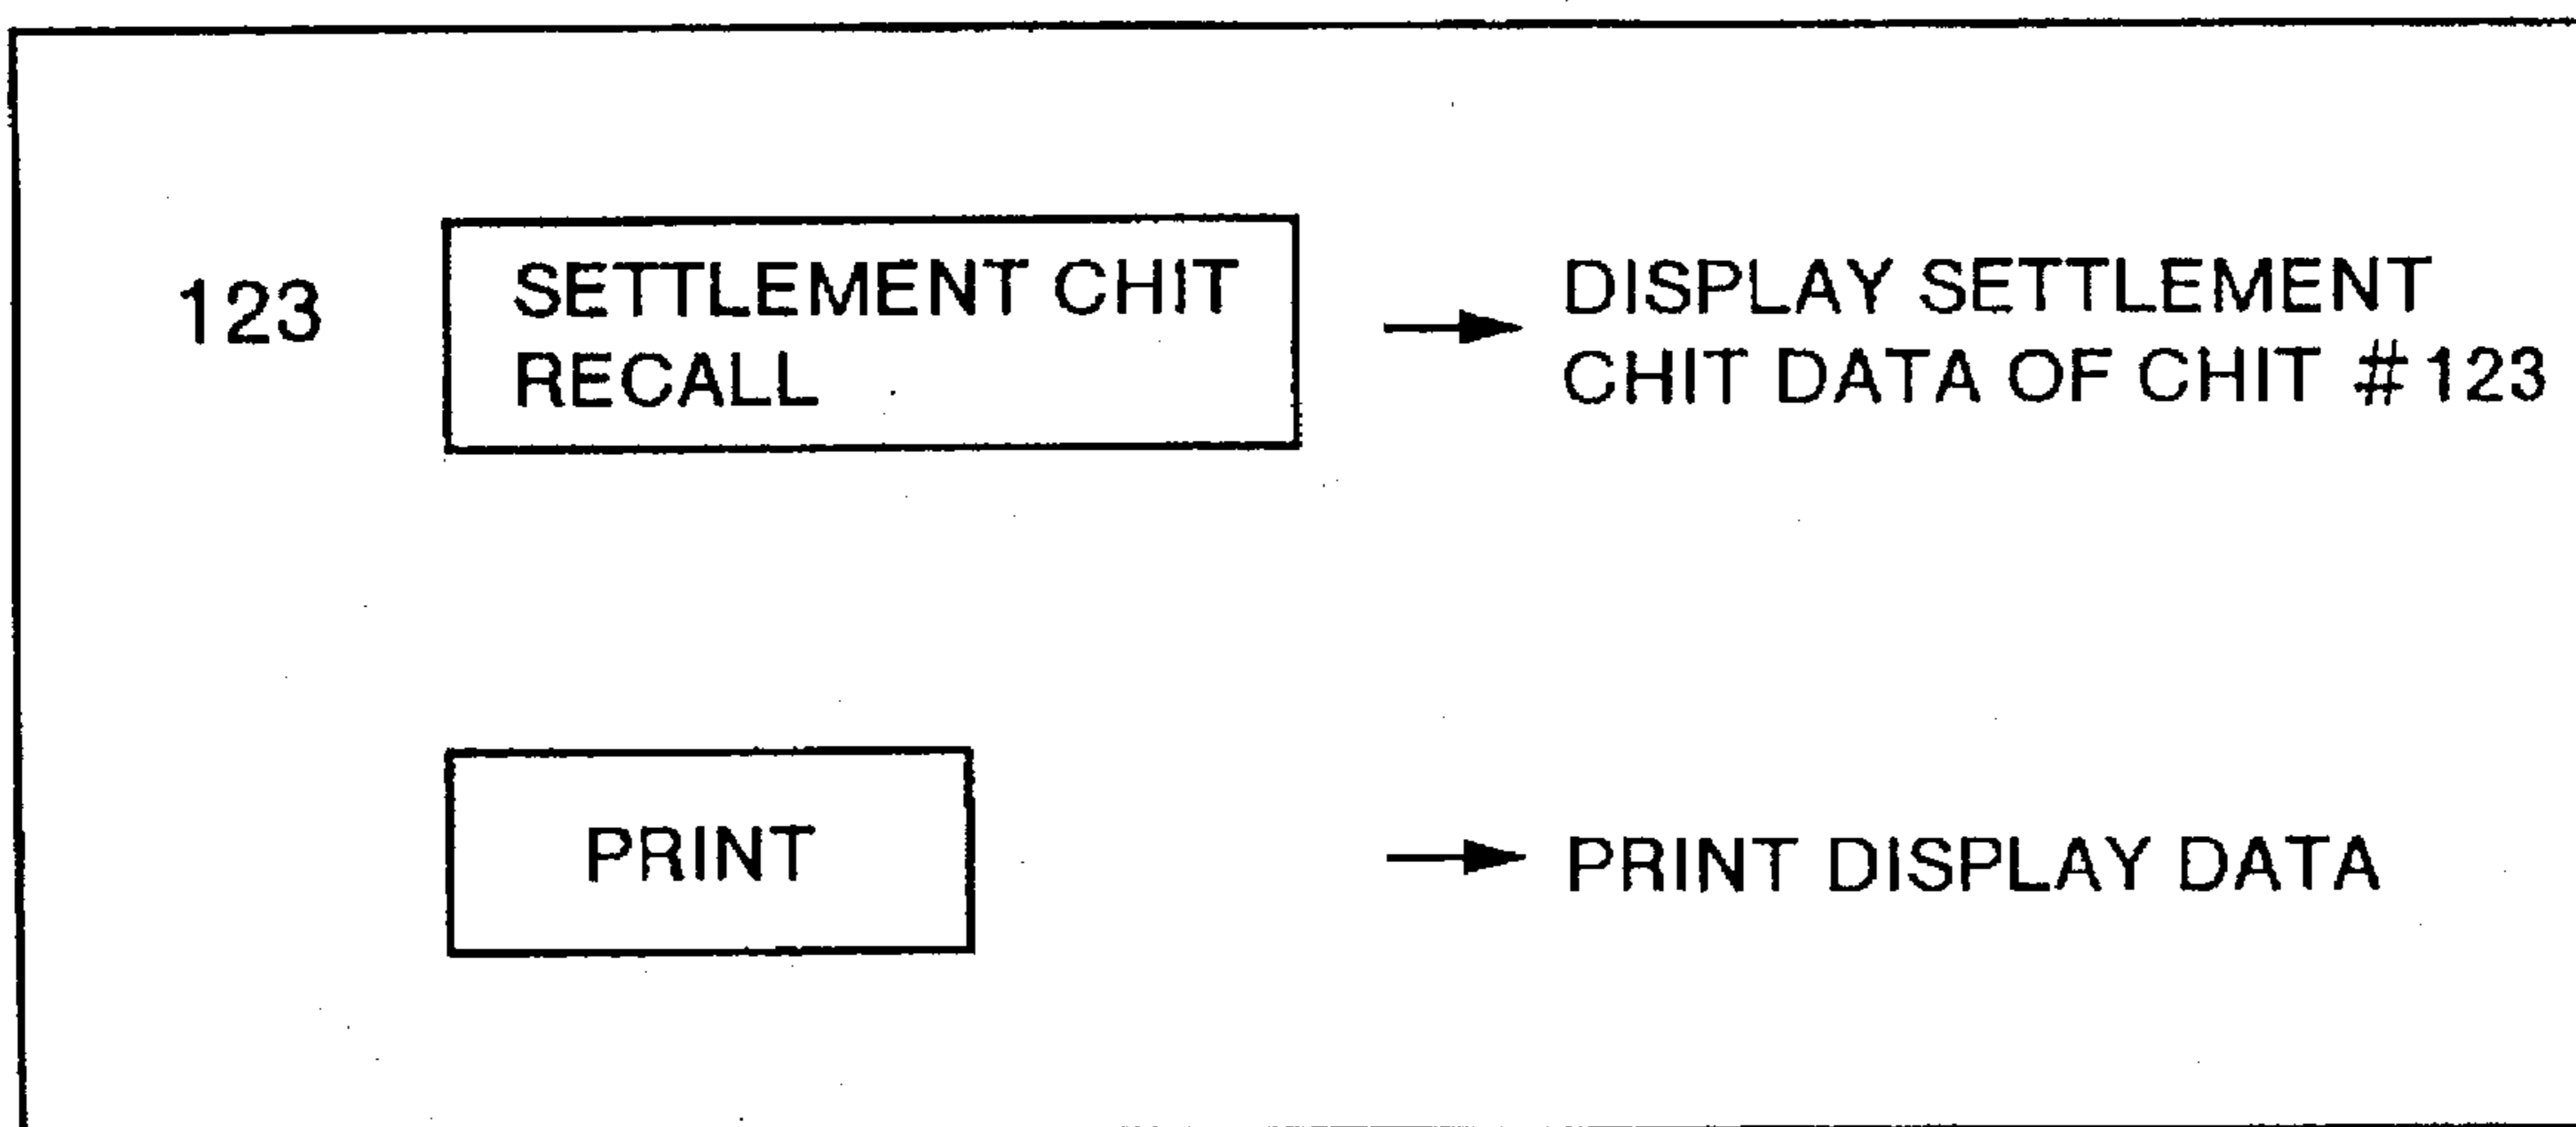 123
SETTLEMENT CHIT
RECALL
→ DISPLAY SETTLEMENT
CHIT DATA OF CHIT #123
PRINT
→ PRINT DISPLAY DATA